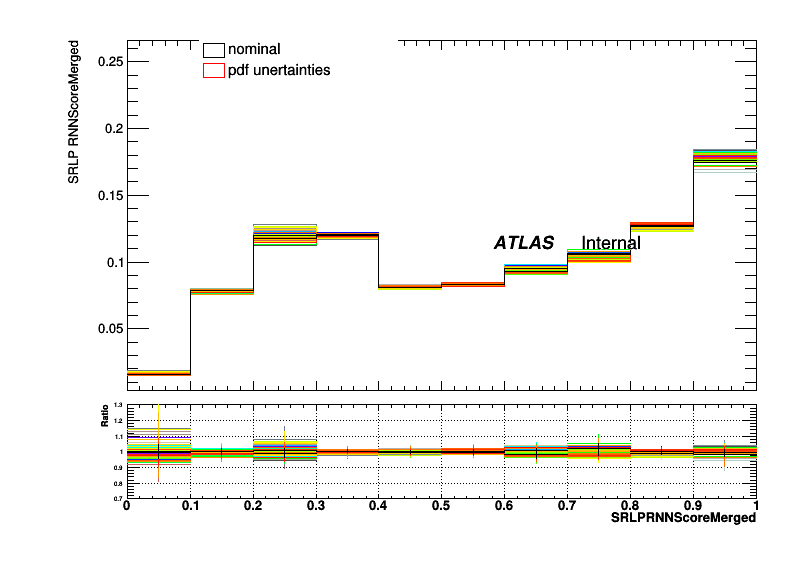 nominal
pdf unertainties
SRLP RNNScoreMerged
0.25
0.2
0.15
0.1
0.05
ATLAS Internal
Ratio
1.3
1.2
1.1
1
0.9
0.8
0.7
0 0.1 0.2 0.3 0.4 0.5 0.6 0.7 0.8 0.9 1
SRLPRNNScoreMerged